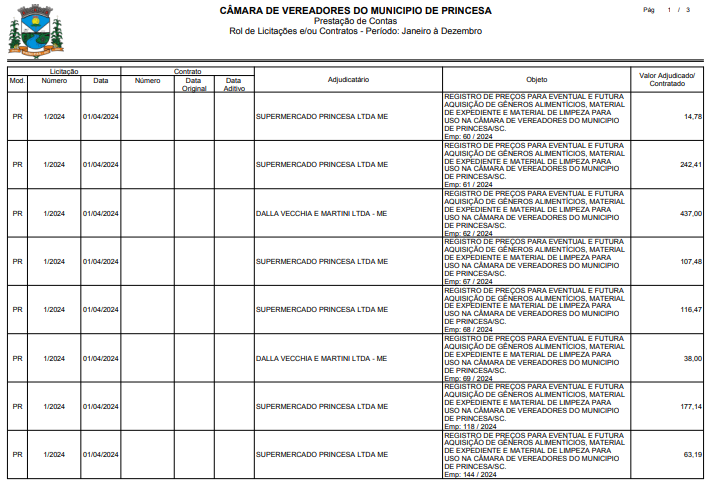 CÂMARA DE VEREADORES DO MUNICIPIO DE PRINCESA
Pág 1 / 3
Prestação de Contas
Rol de Licitações e/ou Contratos - Período: Janeiro à Dezembro
Licitação Contrato Adjudicatário Objeto Valor Adjudicado/
Contratado
Mod. Número Data Número Data
Original Data
Aditivo
REGISTRO DE PREÇOS PARA EVENTUAL E FUTURA
AQUISIÇÃO DE GÊNEROS ALIMENTÍCIOS, MATERIAL
DE EXPEDIENTE E MATERIAL DE LIMPEZA PARA
PR 1/2024 01/04/2024 SUPERMERCADO PRINCESA LTDA ME USO NA CÂMARA DE VEREADORES DO MUNICIPIO 14,78
DE PRINCESA/SC.
Emp: 60 / 2024
REGISTRO DE PREÇOS PARA EVENTUAL E FUTURA
AQUISIÇÃO DE GÊNEROS ALIMENTÍCIOS, MATERIAL
DE EXPEDIENTE E MATERIAL DE LIMPEZA PARA
PR 1/2024 01/04/2024 SUPERMERCADO PRINCESA LTDA ME USO NA CÂMARA DE VEREADORES DO MUNICIPIO 242,41
DE PRINCESA/SC.
Emp: 61 / 2024
REGISTRO DE PREÇOS PARA EVENTUAL E FUTURA
AQUISIÇÃO DE GÊNEROS ALIMENTÍCIOS, MATERIAL
DE EXPEDIENTE E MATERIAL DE LIMPEZA PARA
PR 1/2024 01/04/2024 DALLA VECCHIA E MARTINI LTDA - ME USO NA CÂMARA DE VEREADORES DO MUNICIPIO 437,00
DE PRINCESA/SC.
Emp: 62 / 2024
REGISTRO DE PREÇOS PARA EVENTUAL E FUTURA
AQUISIÇÃO DE GÊNEROS ALIMENTÍCIOS, MATERIAL
DE EXPEDIENTE E MATERIAL DE LIMPEZA PARA
PR 1/2024 01/04/2024 SUPERMERCADO PRINCESA LTDA ME USO NA CÂMARA DE VEREADORES DO MUNICIPIO 107,48
DE PRINCESA/SC.
Emp: 67 / 2024
REGISTRO DE PREÇOS PARA EVENTUAL E FUTURA
AQUISIÇÃO DE GÊNEROS ALIMENTÍCIOS, MATERIAL
DE EXPEDIENTE E MATERIAL DE LIMPEZA PARA
PR 1/2024 01/04/2024 SUPERMERCADO PRINCESA LTDA ME USO NA CÂMARA DE VEREADORES DO MUNICIPIO 116,47
DE PRINCESA/SC.
Emp: 68 / 2024
REGISTRO DE PREÇOS PARA EVENTUAL E FUTURA
AQUISIÇÃO DE GÊNEROS ALIMENTÍCIOS, MATERIAL
DE EXPEDIENTE E MATERIAL DE LIMPEZA PARA
PR 1/2024 01/04/2024 DALLA VECCHIA E MARTINI LTDA - ME USO NA CÂMARA DE VEREADORES DO MUNICIPIO 38,00
DE PRINCESA/SC.
Emp: 69 / 2024
REGISTRO DE PREÇOS PARA EVENTUAL E FUTURA
AQUISIÇÃO DE GÊNEROS ALIMENTÍCIOS, MATERIAL
DE EXPEDIENTE E MATERIAL DE LIMPEZA PARA
PR 1/2024 01/04/2024 SUPERMERCADO PRINCESA LTDA ME USO NA CÂMARA DE VEREADORES DO MUNICIPIO 177,14
DE PRINCESA/SC.
Emp: 118 / 2024
REGISTRO DE PREÇOS PARA EVENTUAL E FUTURA
AQUISIÇÃO DE GÊNEROS ALIMENTÍCIOS, MATERIAL
DE EXPEDIENTE E MATERIAL DE LIMPEZA PARA
PR 1/2024 01/04/2024 SUPERMERCADO PRINCESA LTDA ME USO NA CÂMARA DE VEREADORES DO MUNICIPIO 63,19
DE PRINCESA/SC.
Emp: 144 / 2024